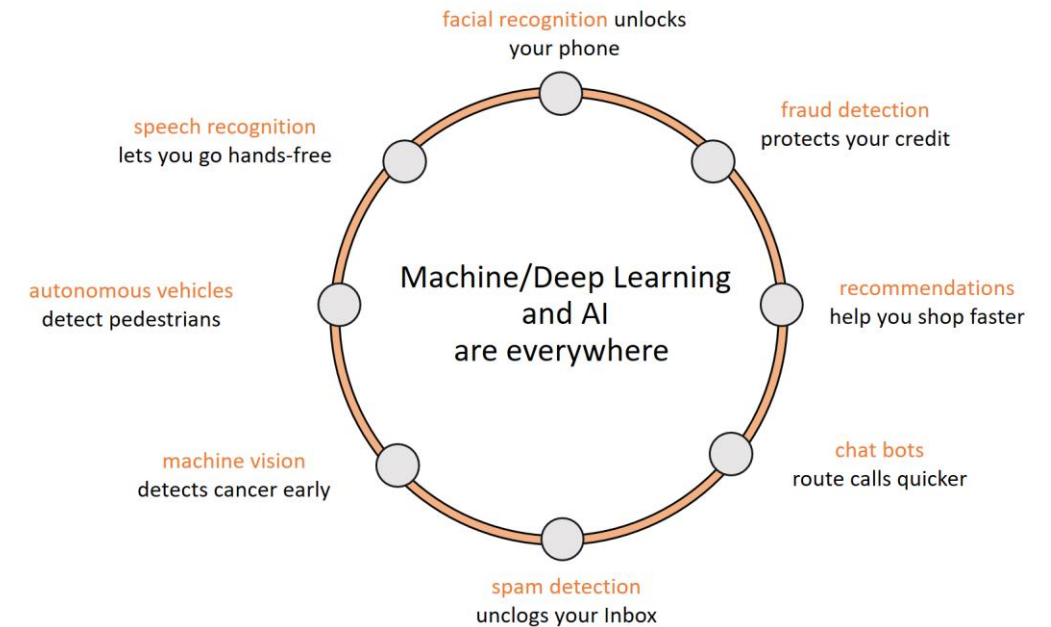 facial recognition unlocks
your phone
fraud detection
protects your credit
recommendations
help you shop faster
chat bots
route calls quicker
spam detection
unclogs your Inbox
machine vision
detects cancer early
autonomous vehicles
detect pedestrians
speech recognition
lets you go hands-free
Machine/Deep Learning
and AI
are everywhere